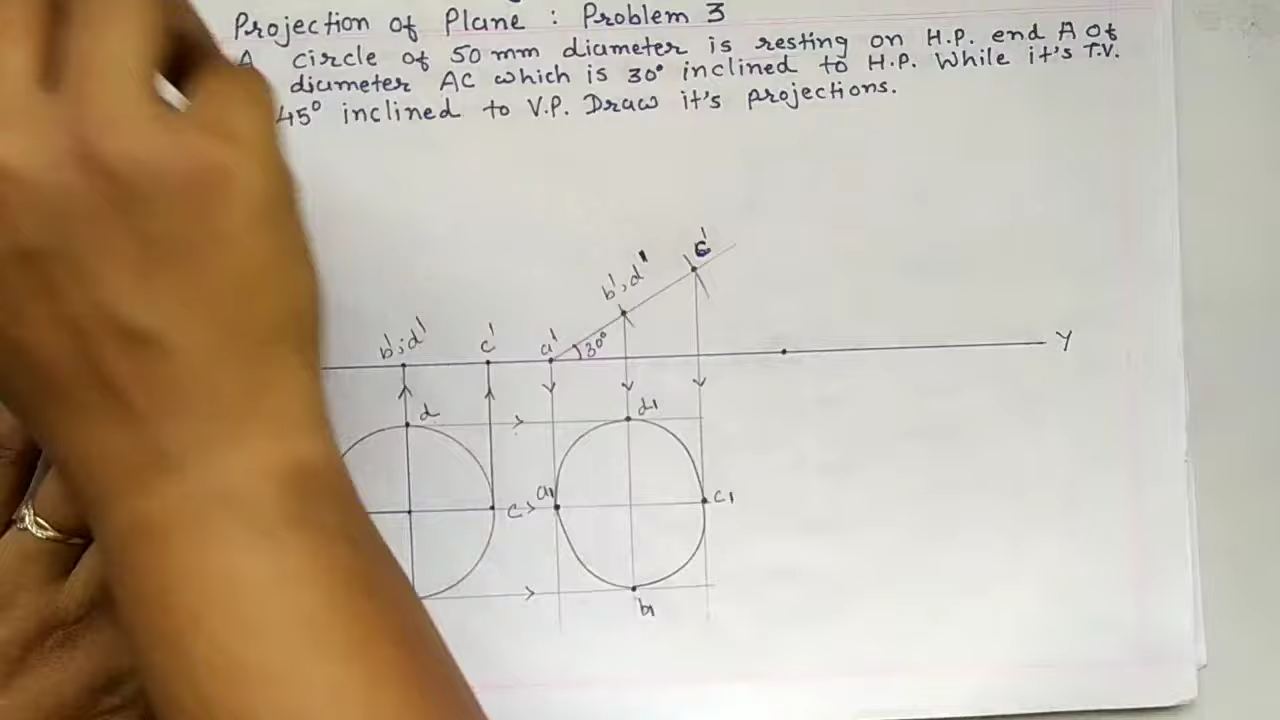 Projection of Plane : Problem 3
A circle of 50 mm diameter is resting on H.P. end A of
diameter AC which is 30° inclined to H.P. While it's T.V.
45° inclined to V.P. Draw it's projections.
c'
b', d'
b', d'
c'
a'
30°
Y
d
d1
a1
c
c1
b1